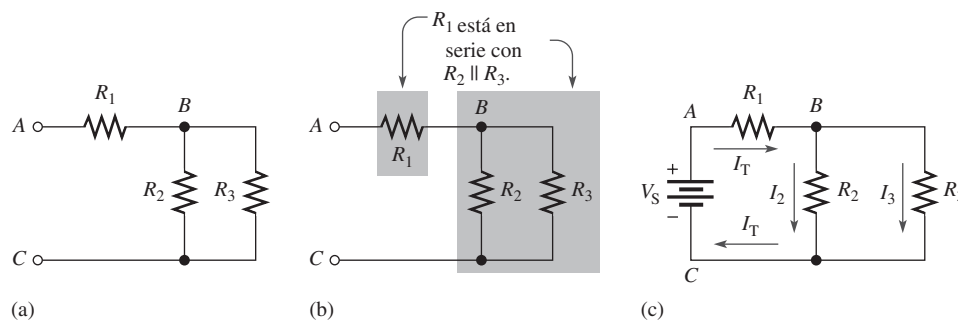 R1 está en
serie con
R2 || R3.
R1
B
A
R2
R3
C
(a)
A
R1
B
R2
R3
C
(b)
A
R1
B
IT
+
VS
–
I2
R2
I3
IT
C
(c)